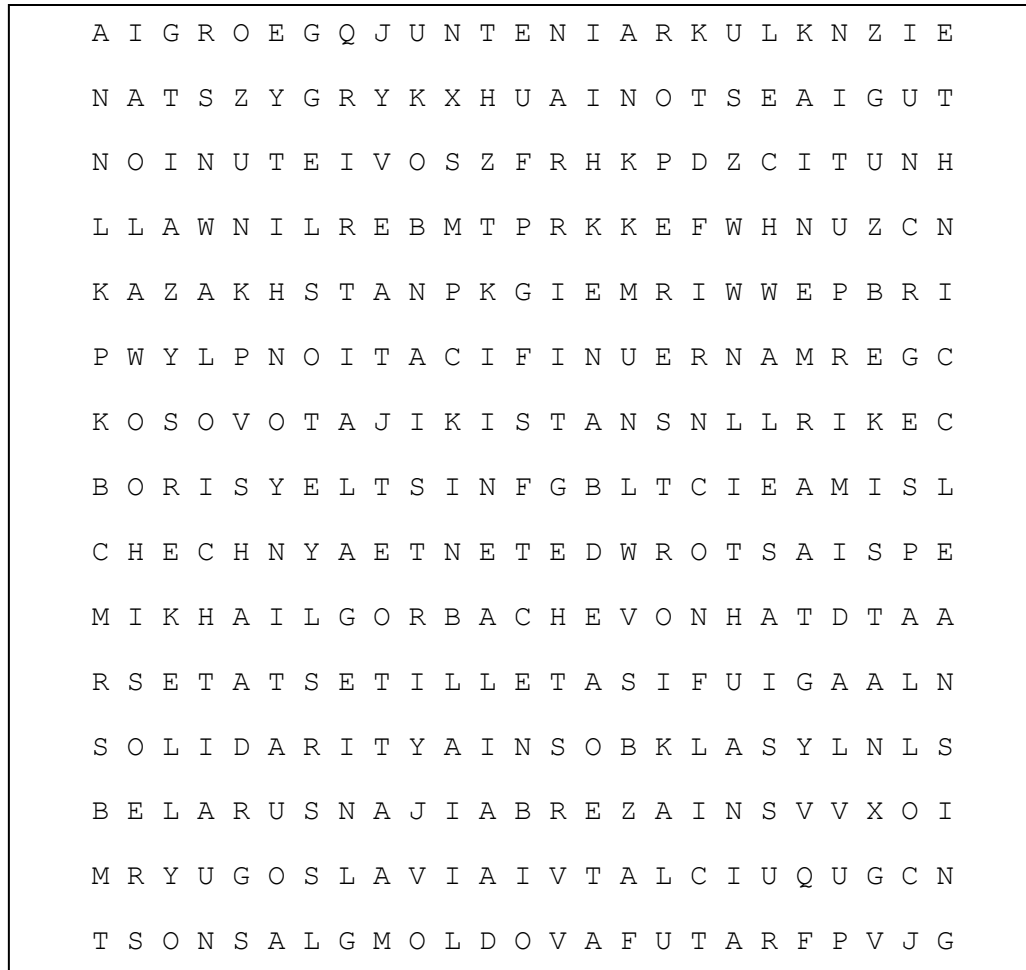 A I G R O E G Q J U N T E N I A R K U L K N Z I E
N A T S Z Y G R Y K X H U A I N O T S E A I G U T
N O I N U T E I V O S Z F R H K P D Z C I T U N H
L L A W N I L R E B M T P R K K E F W H N U Z C N
K A Z A K H S T A N P K G I E M R I W W E P B R I
P W Y L P N O I T A C I F I N U E R N A M R E G C
K O S O V O T A J I K I S T A N S N L L R I K E C
B O R I S Y E L T S I N F G B L T C I E A M I S L
C H E C H N Y A E T N E T E D W R O T S A I S P E
M I K H A I L G O R B A C H E V O N H A T D T A A
R S E T A T S E T I L L E T A S I F U I G A A L N
S O L I D A R I T Y A I N S O B K L A S Y L N L S
B E L A R U S N A J I A B R E Z A I N S V V X O I
M R Y U G O S L A V I A I V T A L C I U Q U G C N
T S O N S A L G M O L D O V A F U T A R F P V J G